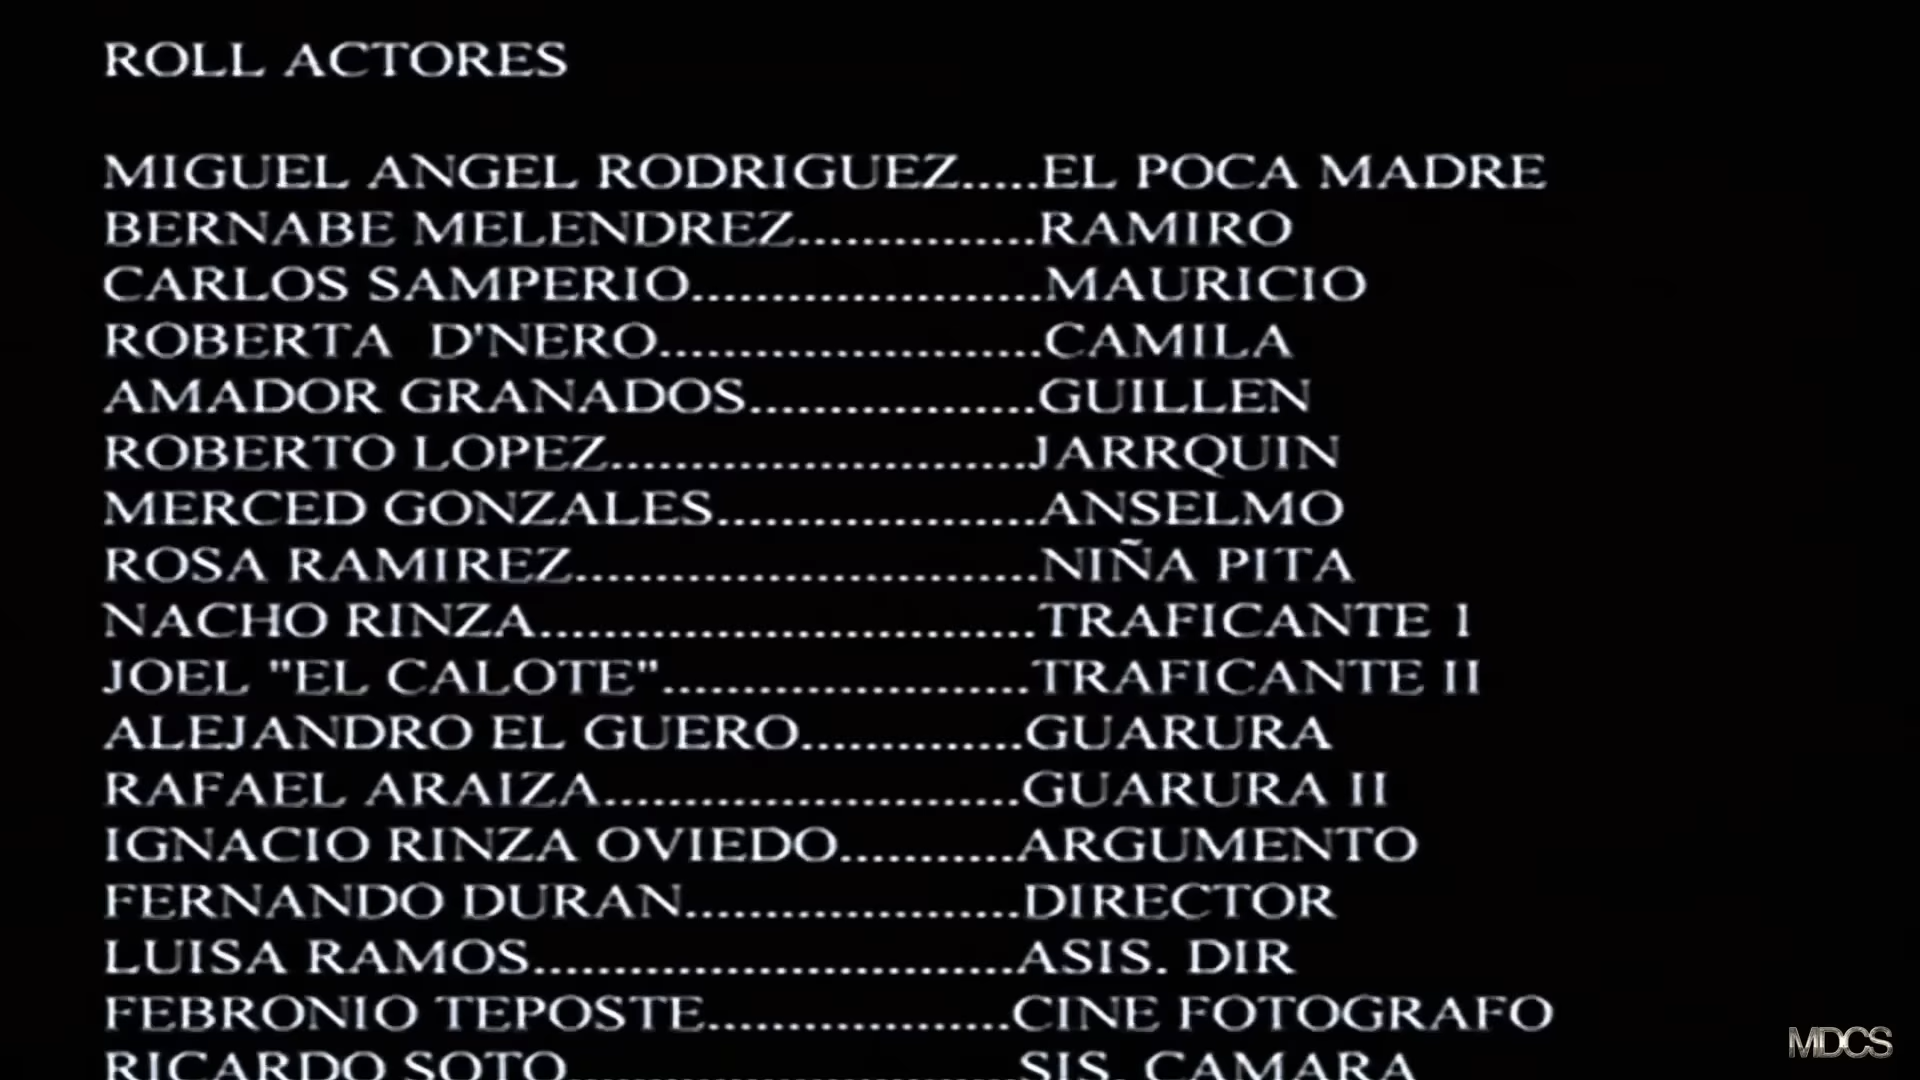 ROLL ACTORES
MIGUEL ANGEL RODRIGUEZ.....EL POCA MADRE
BERNABE MELENDREZ...............RAMIRO
CARLOS SAMPERIO......................MAURICIO
ROBERTA D'NERO........................CAMILA
AMADOR GRANADOS..................GUILLEN
ROBERTO LOPEZ..........................JARRQUIN
MERCED GONZALES....................ANSELMO
ROSA RAMIREZ.............................NIÑA PITA
NACHO RINZA...............................TRAFICANTE 1
JOEL "EL CALOTE".......................TRAFICANTE II
ALEJANDRO EL GUERO..............GUARURA
RAFAEL ARAIZA..........................GUARURA II
IGNACIO RINZA OVIEDO...........ARGUMENTO
FERNANDO DURAN.....................DIRECTOR
LUISA RAMOS..............................ASIS. DIR
FEBRONIO TEPOSTE...................CINE FOTOGRAFO
RICARDO SOTO............................SIS. CAMARA
MDCS